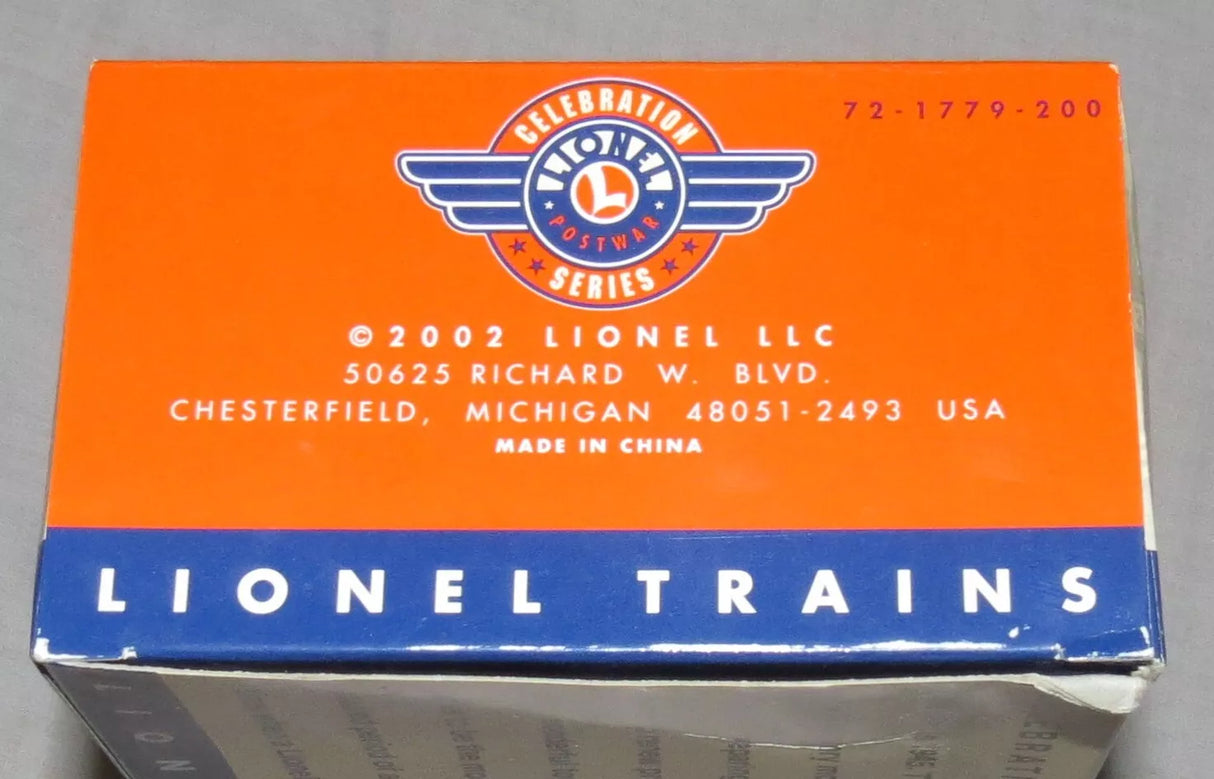 72-1779-200
CELEBRATION
LIONEL
L
POSTWAR
SERIES
©2002 LIONEL LLC
50625 RICHARD W. BLVD.
CHESTERFIELD, MICHIGAN 48051-2493 USA
MADE IN CHINA
LIONEL TRAINS